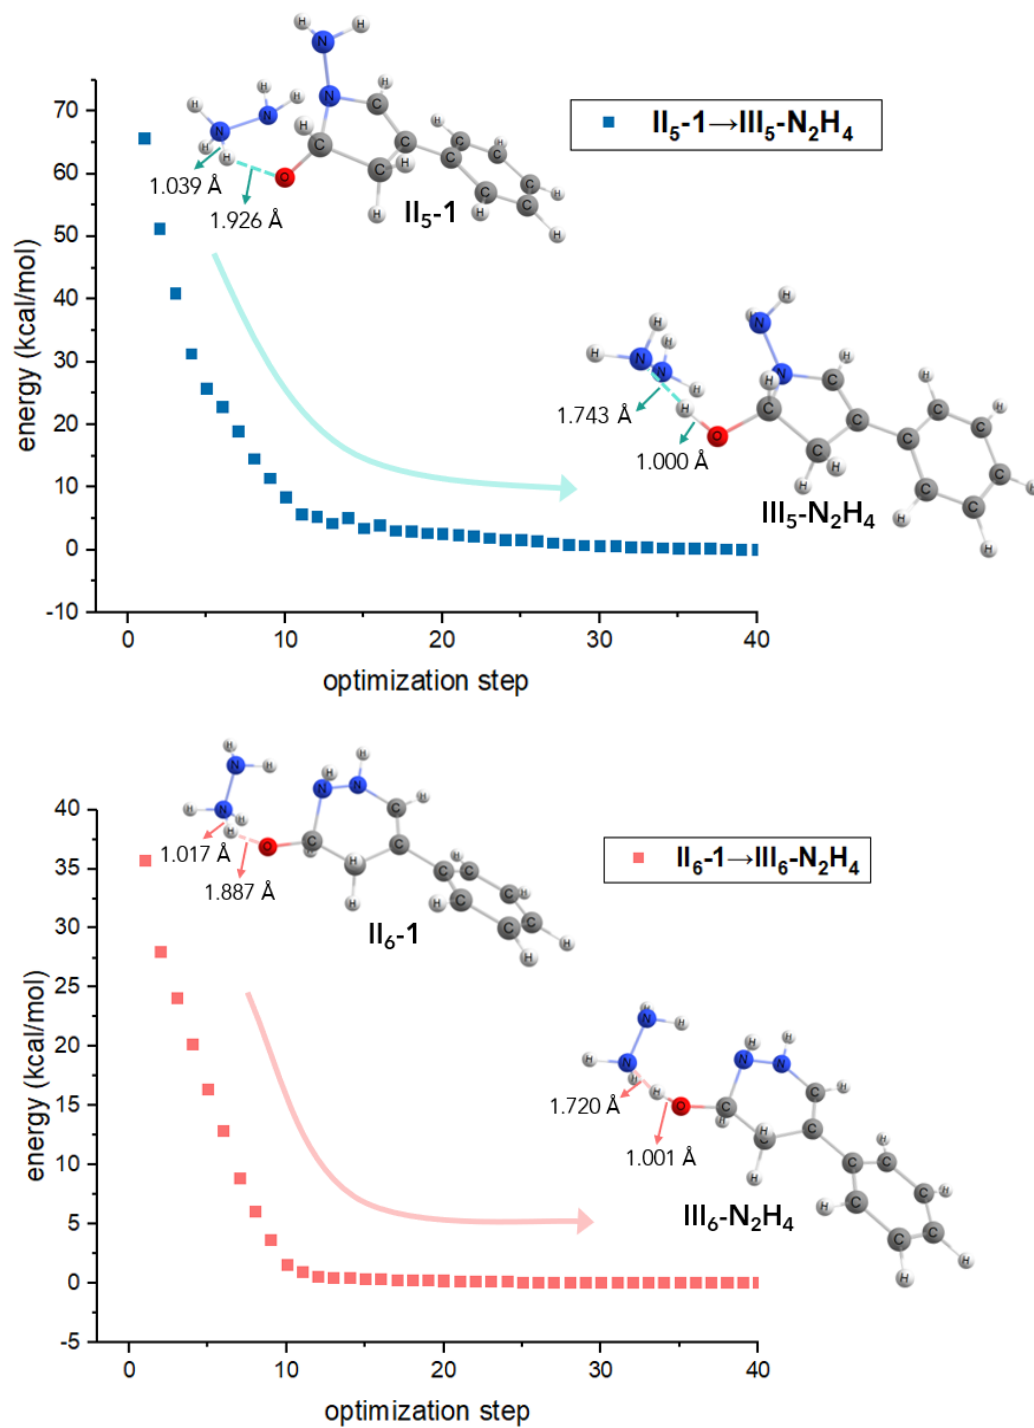 II₅-1→III₅-N₂H₄
energy (kcal/mol)
70
60
50
40
30
20
10
0
-10
0
10
20
30
40
optimization step
1.039 Å
1.926 Å
II₅-1
1.743 Å
1.000 Å
III₅-N₂H₄
II₆-1→III₆-N₂H₄
energy (kcal/mol)
40
35
30
25
20
15
10
5
0
-5
0
10
20
30
40
optimization step
1.017 Å
1.887 Å
II₆-1
1.720 Å
1.001 Å
III₆-N₂H₄